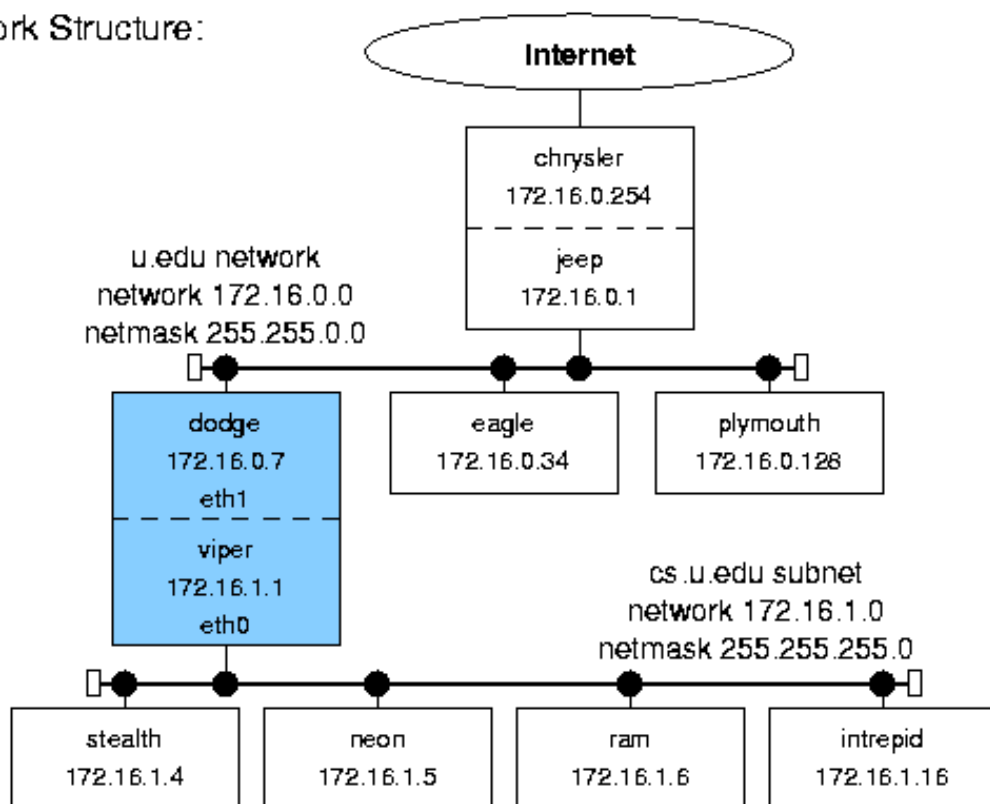 ork Structure:
Internet
chrysler
172.16.0.254
jeep
172.16.0.1
u.edu network
network 172.16.0.0
netmask 255.255.0.0
dodge
172.16.0.7
eth1
viper
172.16.1.1
eth0
eagle
172.16.0.34
plymouth
172.16.0.128
cs.u.edu subnet
network 172.16.1.0
netmask 255.255.255.0
stealth
172.16.1.4
neon
172.16.1.5
ram
172.16.1.6
intrepid
172.16.1.16